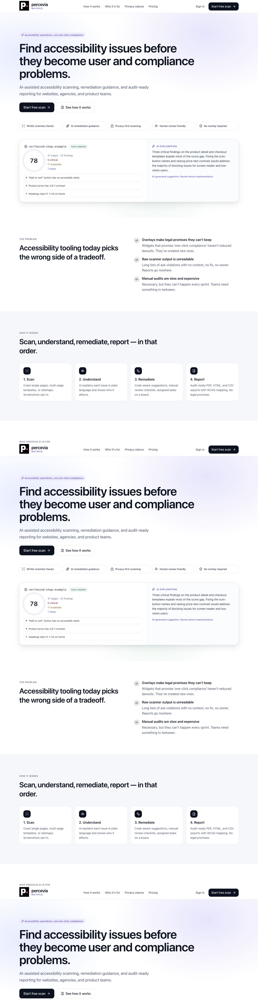 percevia
MAITRICO.
How it works
Who it's for
Privacy stance
Pricing
Sign in
Start free scan
Accessibility operations, not one-click compliance
Find accessibility issues before
they become user and compliance
problems.
AI-assisted accessibility scanning, remediation guidance, and audit-ready
reporting for websites, agencies, and product teams.
Start free scan
See how it works
WCAG-oriented checks
AI remediation guidance
Privacy-first scanning
Human review friendly
No overlay required
northwind-shop.example
Scan complete
78
47 pages · 23 findings
5 critical
11 moderate
7 minor
"Add to cart" button has no accessible name
Product price has 3.8:1 contrast
Headings skip h1 → h4 on home
AI EXPLANATION
Three critical findings on the product detail and checkout
templates explain most of the score gap. Fixing the icon-
button names and raising price-text contrast would address
the majority of blocking issues for screen reader and low-
vision users.
AI-generated suggestion. Review before implementation.
THE PROBLEM
Accessibility tooling today picks
the wrong side of a tradeoff.
Overlays make legal promises they can't keep
Widgets that promise 'one-click compliance' haven't reduced
lawsuits. They've created new ones.
Raw scanner output is unreadable
Long lists of axe violations with no context, no fix, no owner.
Reports go nowhere.
Manual audits are slow and expensive
Necessary, but they can't happen every sprint. Teams need
something in-between.
HOW IT WORKS
Scan, understand, remediate, report — in that
order.
1. Scan
Crawl single pages, multi-page
templates, or sitemaps.
Screenshots opt-in.
2. Understand
AI explains each issue in plain
language and shows who it
affects.
3. Remediate
Code-aware suggestions, manual
review checklist, assigned tasks
on a board.
4. Report
Audit-ready PDF, HTML, and CSV
exports with WCAG mapping. No
legal promises.
WHO PERCEVIA AI IS FOR
percevia
MAITRICO.
How it works
Who it's for
Privacy stance
Pricing
Sign in
Start free scan
Accessibility operations, not one-click compliance
Find accessibility issues before
they become user and compliance
problems.
AI-assisted accessibility scanning, remediation guidance, and audit-ready
reporting for websites, agencies, and product teams.
Start free scan
See how it works
WCAG-oriented checks
AI remediation guidance
Privacy-first scanning
Human review friendly
No overlay required
northwind-shop.example
Scan complete
78
47 pages · 23 findings
5 critical
11 moderate
7 minor
"Add to cart" button has no accessible name
Product price has 3.8:1 contrast
Headings skip h1 → h4 on home
AI EXPLANATION
Three critical findings on the product detail and checkout
templates explain most of the score gap. Fixing the icon-
button names and raising price-text contrast would address
the majority of blocking issues for screen reader and low-
vision users.
AI-generated suggestion. Review before implementation.
THE PROBLEM
Accessibility tooling today picks
the wrong side of a tradeoff.
Overlays make legal promises they can't keep
Widgets that promise 'one-click compliance' haven't reduced
lawsuits. They've created new ones.
Raw scanner output is unreadable
Long lists of axe violations with no context, no fix, no owner.
Reports go nowhere.
Manual audits are slow and expensive
Necessary, but they can't happen every sprint. Teams need
something in-between.
HOW IT WORKS
Scan, understand, remediate, report — in that
order.
1. Scan
Crawl single pages, multi-page
templates, or sitemaps.
Screenshots opt-in.
2. Understand
AI explains each issue in plain
language and shows who it
affects.
3. Remediate
Code-aware suggestions, manual
review checklist, assigned tasks
on a board.
4. Report
Audit-ready PDF, HTML, and CSV
exports with WCAG mapping. No
legal promises.
WHO PERCEVIA AI IS FOR
percevia
MAITRICO.
How it works
Who it's for
Privacy stance
Pricing
Sign in
Start free scan
Accessibility operations, not one-click compliance
Find accessibility issues before
they become user and compliance
problems.
AI-assisted accessibility scanning, remediation guidance, and audit-ready
reporting for websites, agencies, and product teams.
Start free scan
See how it works